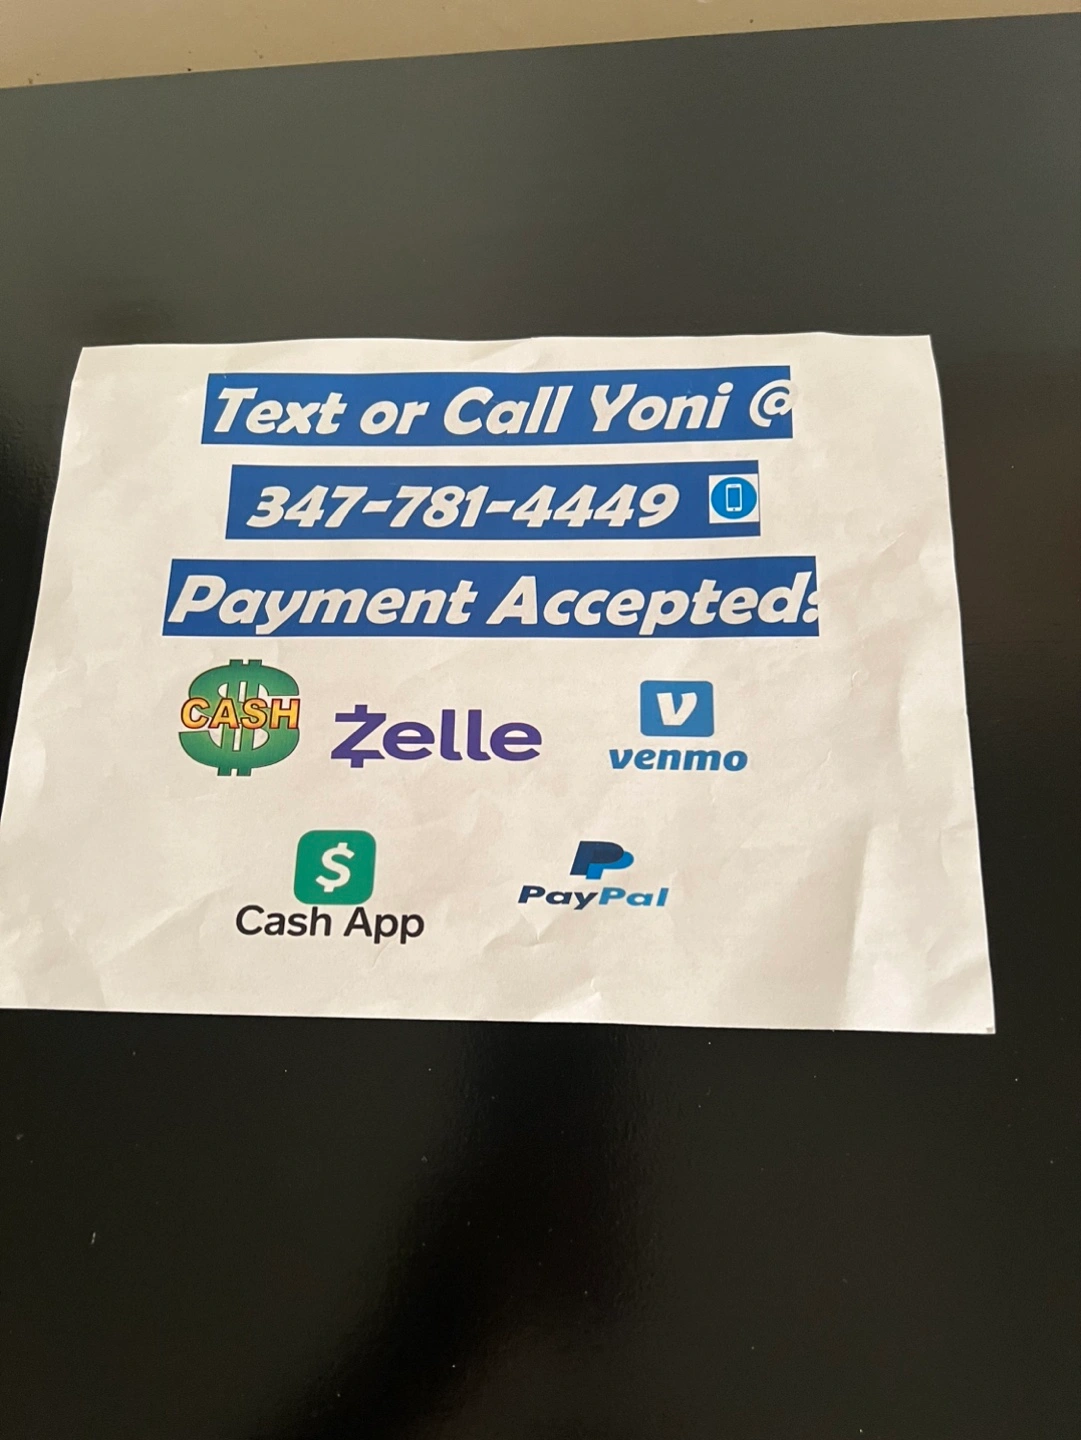 Text or Call Yoni @
347-781-4449
Payment Accepted:
CASH
Zelle
V
venmo
$
Cash App
P
PayPal